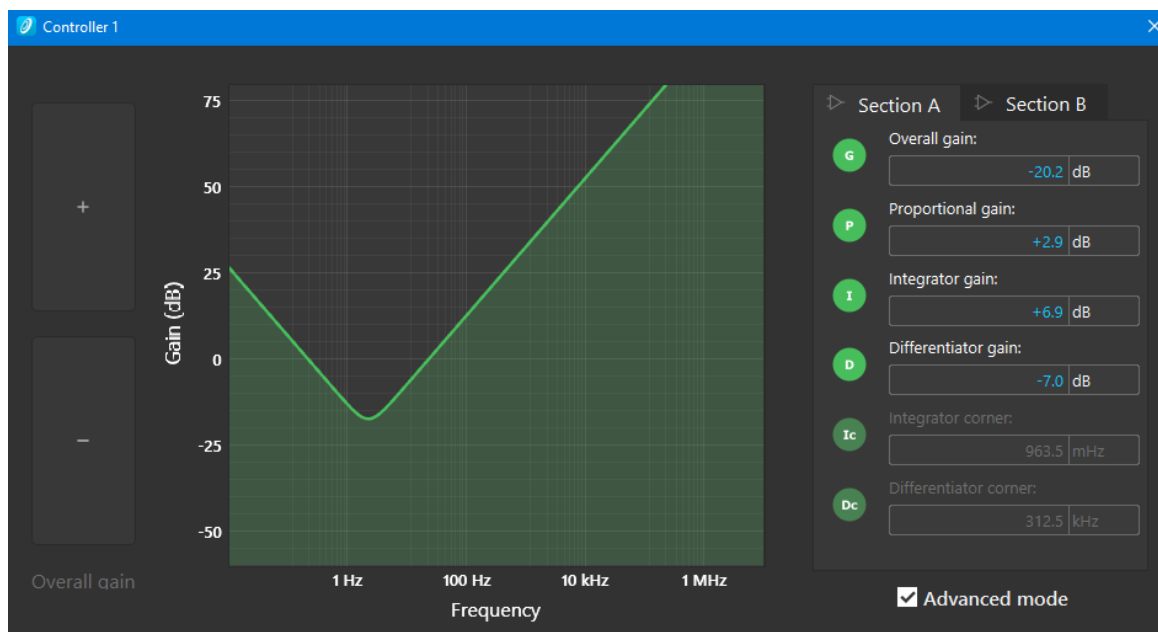 Controller 1
+
−
Overall gain
75
50
25
0
-25
-50
Gain (dB)
1 Hz
100 Hz
10 kHz
1 MHz
Frequency
Section A
Section B
G
Overall gain:
-20.2 dB
P
Proportional gain:
+2.9 dB
I
Integrator gain:
+6.9 dB
D
Differentiator gain:
-7.0 dB
Ic
Integrator corner:
963.5 mHz
Dc
Differentiator corner:
312.5 kHz
Advanced mode